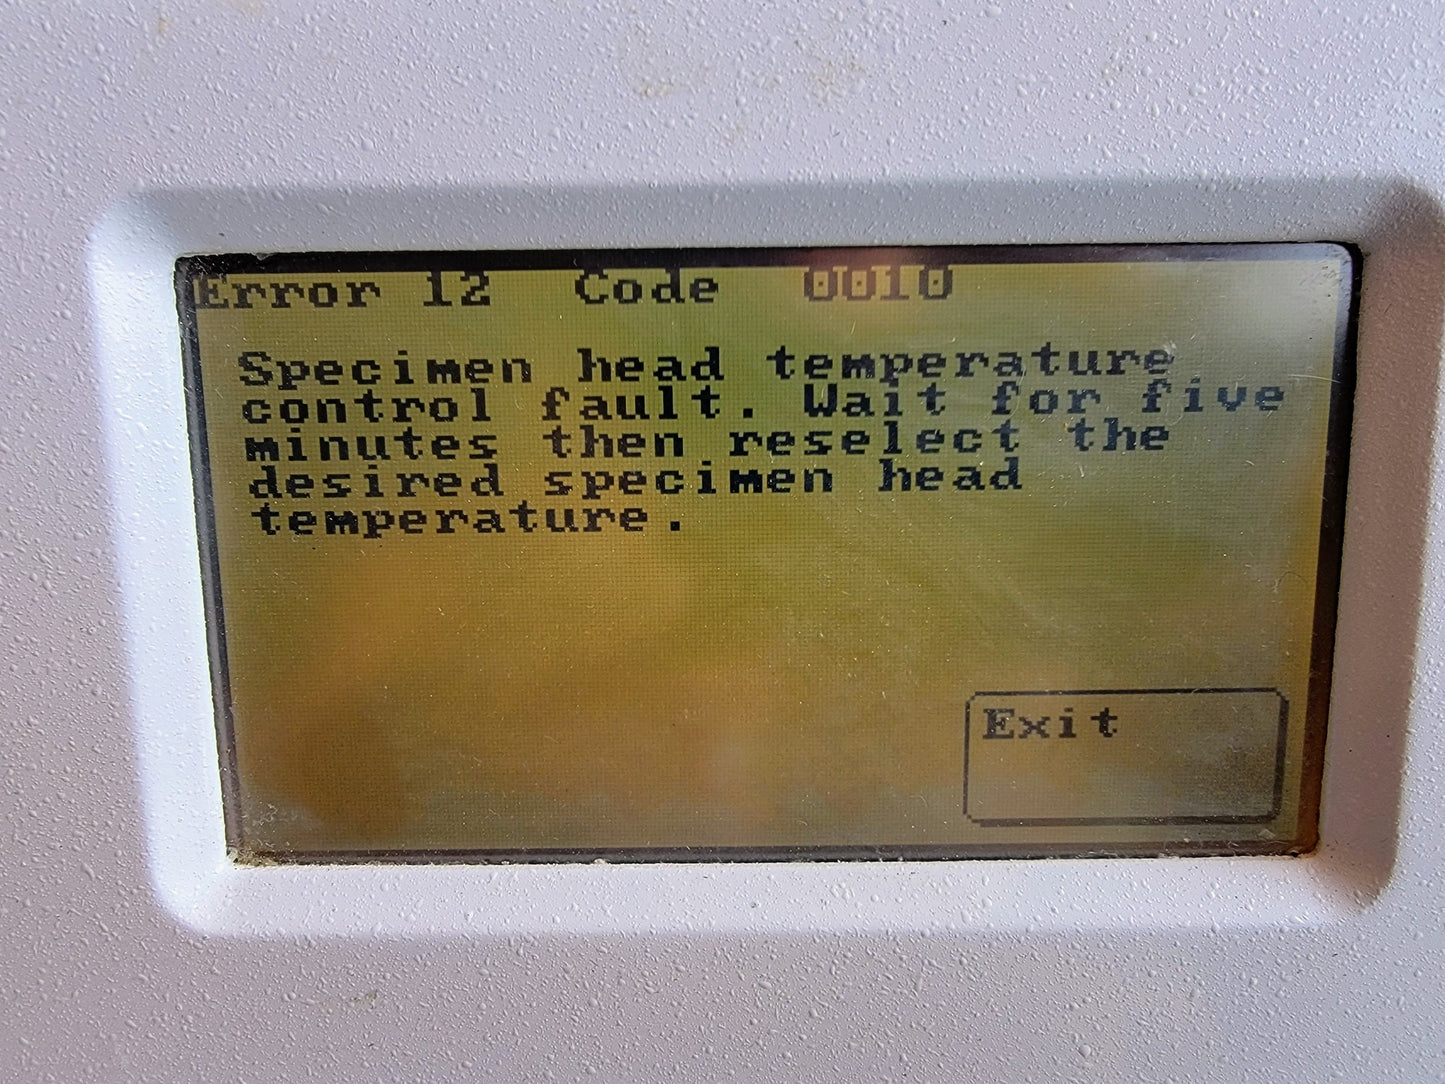 Error 12 Code 0010
Specimen head temperature
control fault. Wait for five
minutes then reselect the
desired specimen head
temperature.
Exit